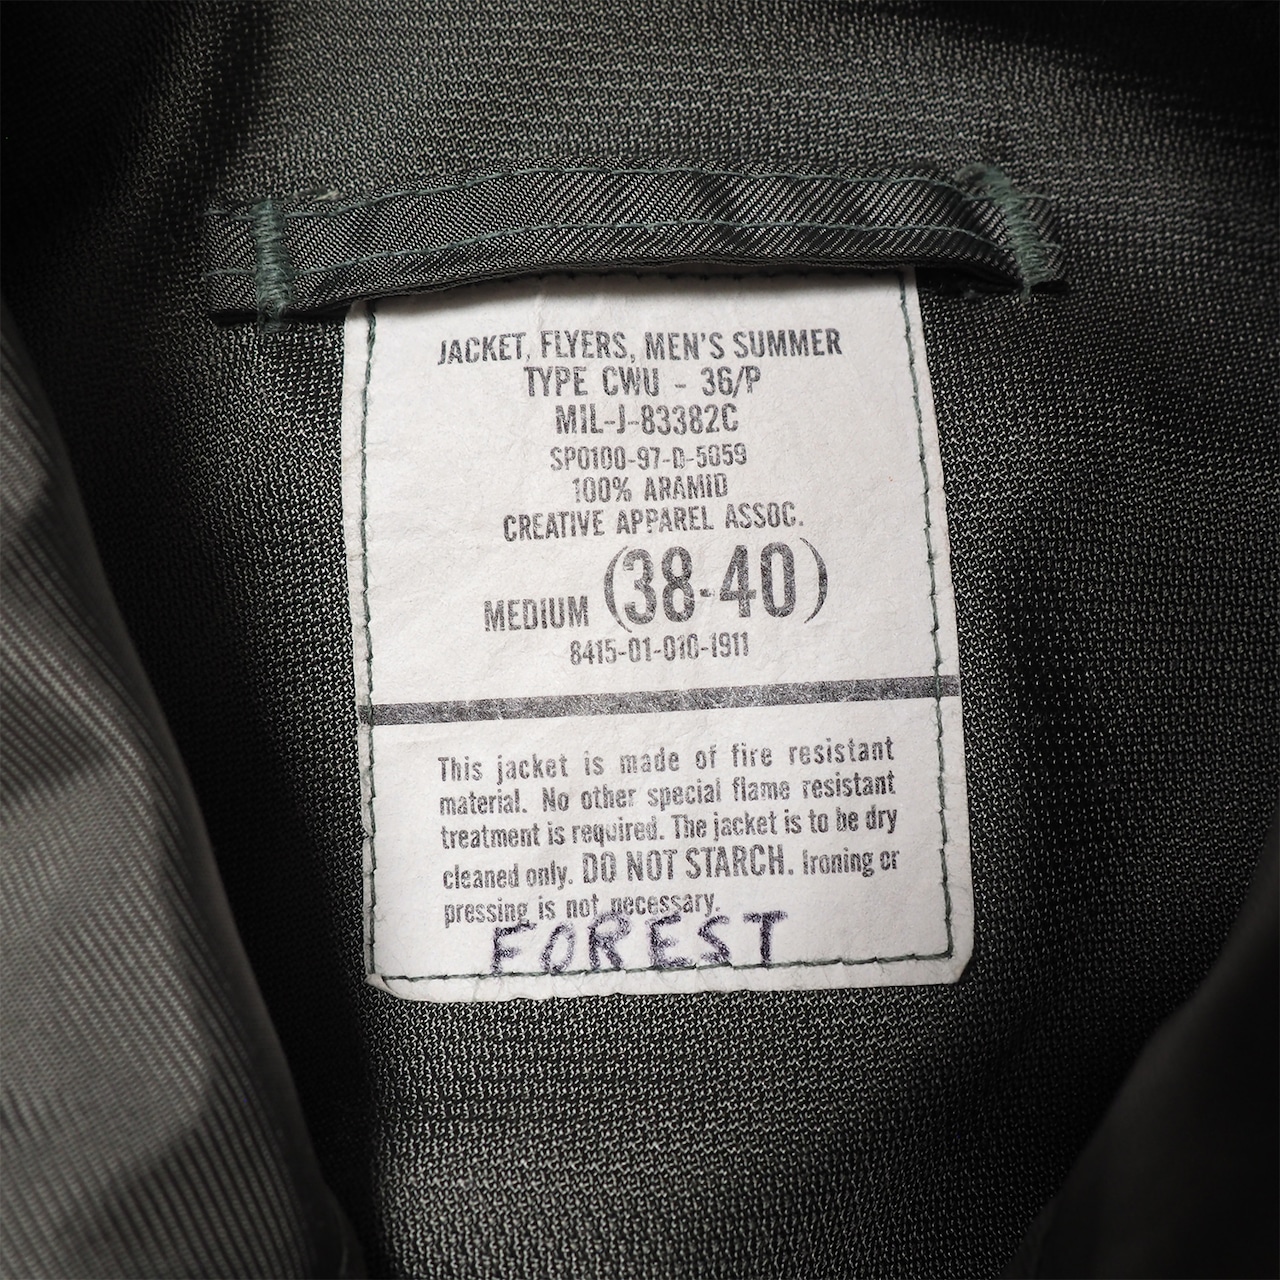 JACKET, FLYERS, MEN'S SUMMER
TYPE CWU - 36/P
MIL-J-83382C
SPO100-97-D-5059
100% ARAMID
CREATIVE APPAREL ASSOC.
MEDIUM (38-40)
8415-01-010-1911
This jacket is made of fire resistant
material. No other special flame resistant
treatment is required. The jacket is to be dry
cleaned only. DO NOT STARCH. Ironing or
pressing is not necessary.
FOREST